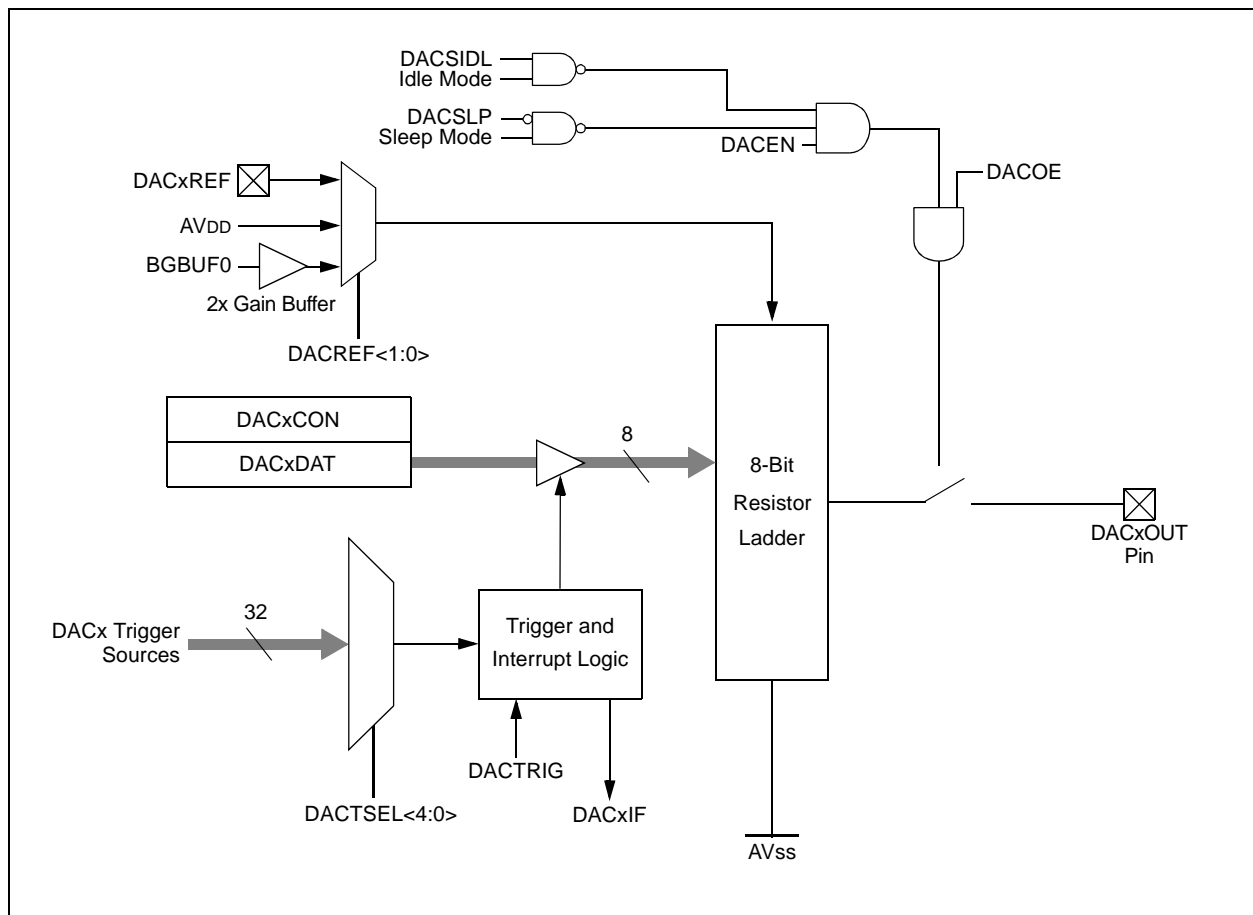 DACSIDL
Idle Mode
DACSLP
Sleep Mode
DACEN
DACxREF
DACOE
AVDD
BGBUF0
2x Gain Buffer
DACREF<1:0>
DACxCON
8
DACxDAT
8-Bit
Resistor
Ladder
DACxOUT
Pin
32
DACx Trigger
Sources
Trigger and
Interrupt Logic
DACTRIG
DACTSEL<4:0>
DACxIF
AVss